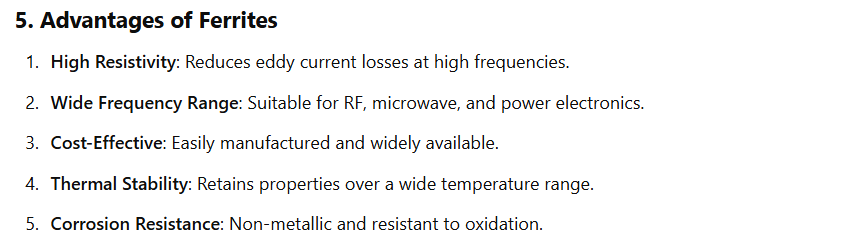 5. Advantages of Ferrites
1. High Resistivity: Reduces eddy current losses at high frequencies.
2. Wide Frequency Range: Suitable for RF, microwave, and power electronics.
3. Cost-Effective: Easily manufactured and widely available.
4. Thermal Stability: Retains properties over a wide temperature range.
5. Corrosion Resistance: Non-metallic and resistant to oxidation.